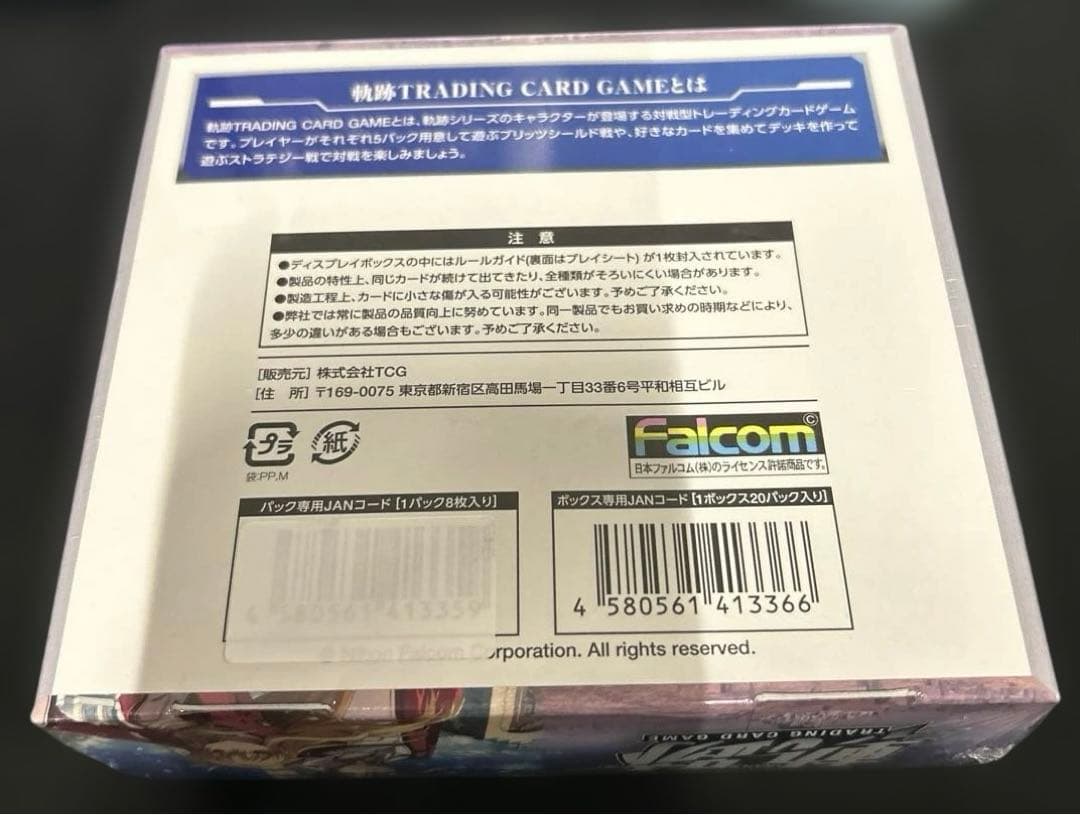 軌跡TRADING CARD GAMEとは
軌跡TRADING CARD GAMEとは、軌跡シリーズのキャラクターが登場する対戦型トレーディングカードゲーム
です。プレイヤーがそれぞれ5パック用意して遊ぶブリッツシールド戦や、好きなカードを集めてデッキを作って
遊ぶストラテジー戦で対戦を楽しみましょう。
注 意
●ディスプレイボックスの中にはルールガイド(裏面はプレイシート) が1枚封入されています。
●製品の特性上、同じカードが続けて出てきたり、全種類がそろいにくい場合があります。
●製造工程上、カードに小さな傷が入る可能性がございます。予めご了承ください。
●弊社では常に製品の品質向上に努めています。同一製品でもお買い求めの時期などにより、
多少の違いがある場合もございます。予めご了承ください。
[販売元] 株式会社TCG
[住 所] 〒169-0075 東京都新宿区高田馬場一丁目33番6号平和相互ビル
プラ 紙
袋:PP,M
Falcom ©
日本ファルコム(株)のライセンス許諾商品です。
パック専用JANコード [1パック8枚入り]
ボックス専用JANコード [1ボックス20パック入り]
4 580561 413359
4 580561 413366
© Nihon Falcom Corporation. All rights reserved.
軌跡
TRADING CARD GAME